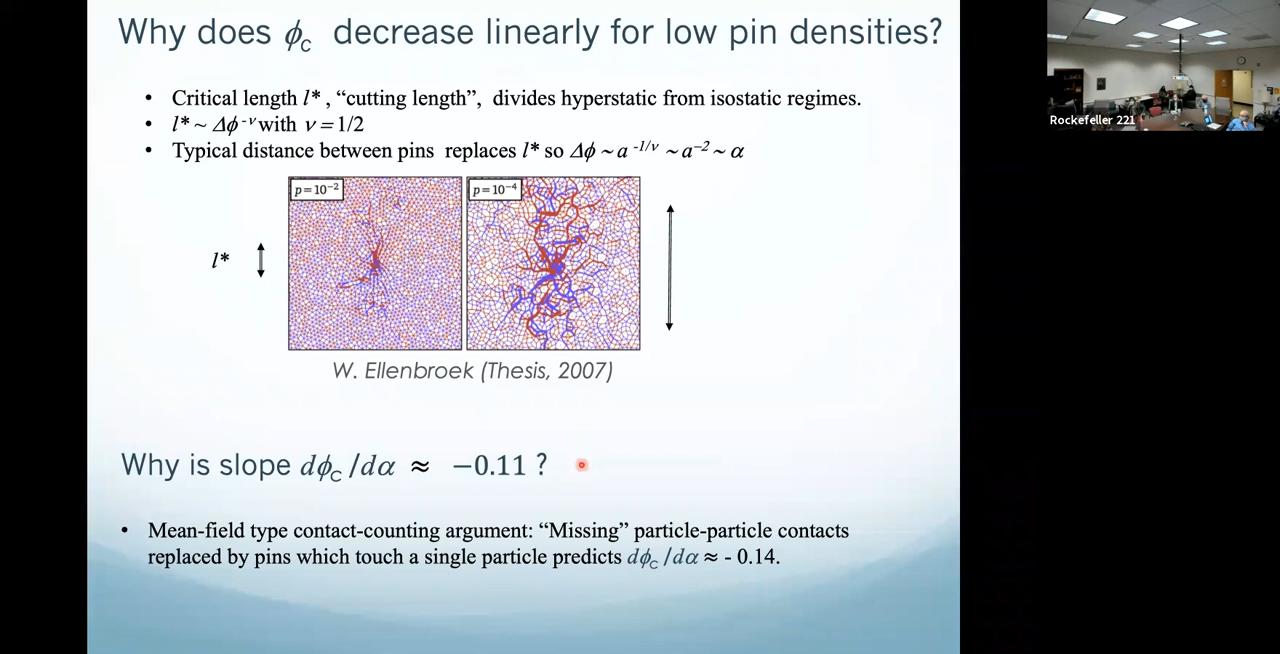 Why does ϕc decrease linearly for low pin densities?
• Critical length l* , “cutting length”, divides hyperstatic from isostatic regimes.
• l* ~ Δϕ^-ν with ν = 1/2
• Typical distance between pins replaces l* so Δϕ ~ a^-1/ν ~ a^-2 ~ α
p=10^-2
p=10^-4
l*
W. Ellenbroek (Thesis, 2007)
Why is slope dϕc/dα ≈ −0.11 ?
• Mean-field type contact-counting argument: “Missing” particle-particle contacts
replaced by pins which touch a single particle predicts dϕc/dα ≈ - 0.14.
Rockefeller 221